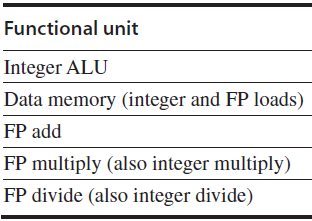 Functional unit
Integer ALU
Data memory (integer and FP loads)
FP add
FP multiply (also integer multiply)
FP divide (also integer divide)